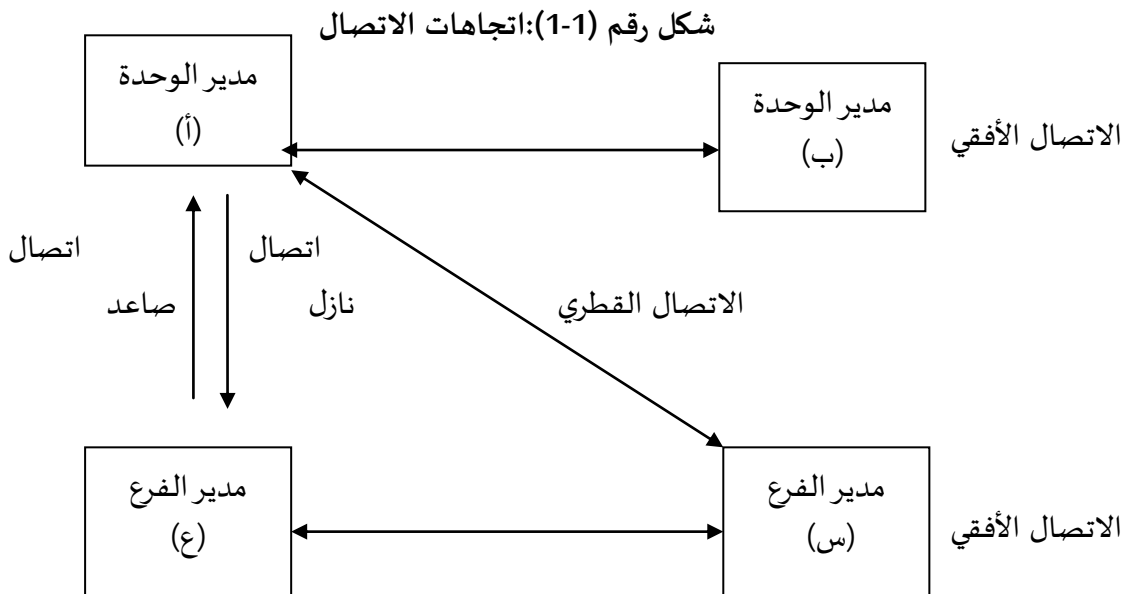 شكل رقم (1-1):اتجاهات الاتصال
مدير الوحدة
(أ)
مدير الوحدة
(ب)
الاتصال الأفقي
اتصال
نازل
اتصال
صاعد
الاتصال القطري
مدير الفرع
(ع)
مدير الفرع
(س)
الاتصال الأفقي